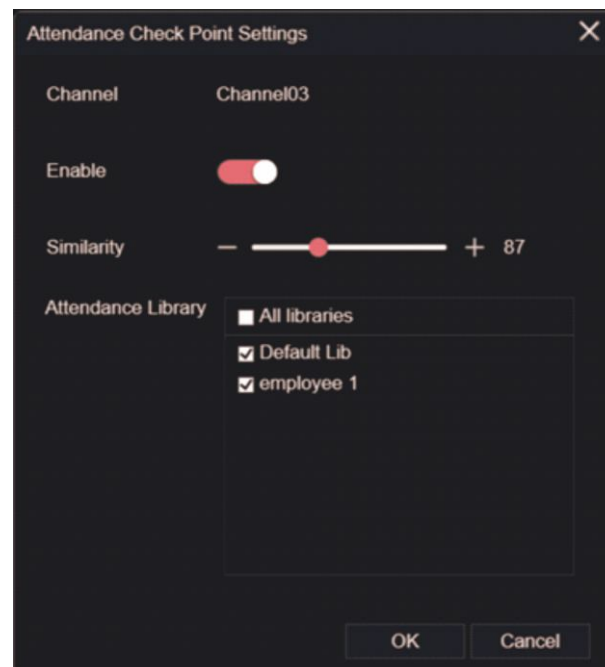 Attendance Check Point Settings
Channel Channel03
Enable
Similarity 87
Attendance Library
All libraries
Default Lib
employee 1
OK Cancel